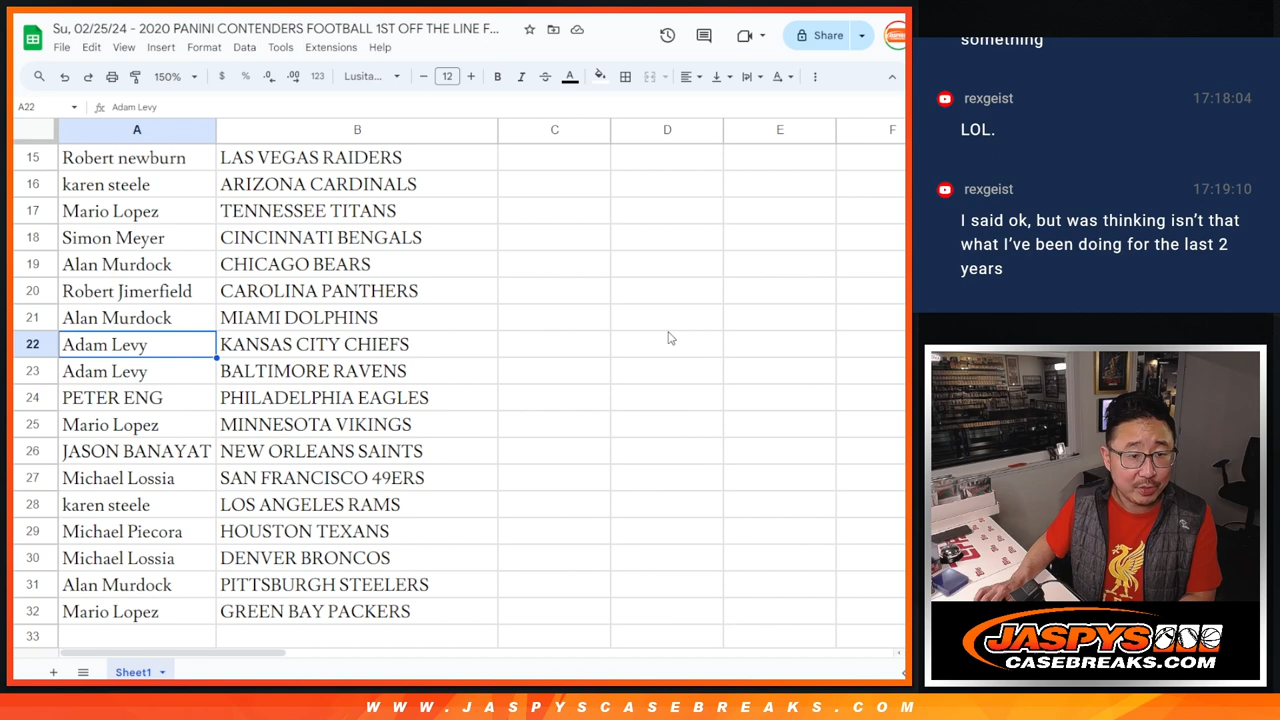 Su, 02/25/24 - 2020 PANINI CONTENDERS FOOTBALL 1ST OFF THE LINE F...
File Edit View Insert Format Data Tools Extensions Help
Share
150% $ % .0 .00 123 Lusita... 12 B I A
A22 fx Adam Levy
A B C D E F
15 Robert newburn LAS VEGAS RAIDERS
16 karen steele ARIZONA CARDINALS
17 Mario Lopez TENNESSEE TITANS
18 Simon Meyer CINCINNATI BENGALS
19 Alan Murdock CHICAGO BEARS
20 Robert Jimerfield CAROLINA PANTHERS
21 Alan Murdock MIAMI DOLPHINS
22 Adam Levy KANSAS CITY CHIEFS
23 Adam Levy BALTIMORE RAVENS
24 PETER ENG PHILADELPHIA EAGLES
25 Mario Lopez MINNESOTA VIKINGS
26 JASON BANAYAT NEW ORLEANS SAINTS
27 Michael Lossia SAN FRANCISCO 49ERS
28 karen steele LOS ANGELES RAMS
29 Michael Piecora HOUSTON TEXANS
30 Michael Lossia DENVER BRONCOS
31 Alan Murdock PITTSBURGH STEELERS
32 Mario Lopez GREEN BAY PACKERS
33
Sheet1
something
rexgeist 17:18:04
LOL.
rexgeist 17:19:10
I said ok, but was thinking isn't that
what I've been doing for the last 2
years
JASPYS
CASEBREAKS.COM
WWW.JASPYSCASEBREAKS.COM